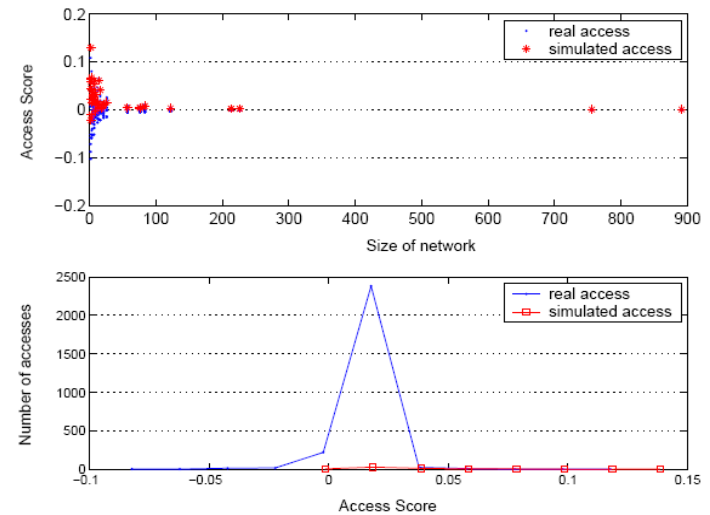 0.2
0.1
0
−0.1
−0.2
Access Score
real access
simulated access
0 100 200 300 400 500 600 700 800 900
Size of network
2500
2000
1500
1000
500
0
Number of accesses
real access
simulated access
−0.1 −0.05 0 0.05 0.1 0.15
Access Score